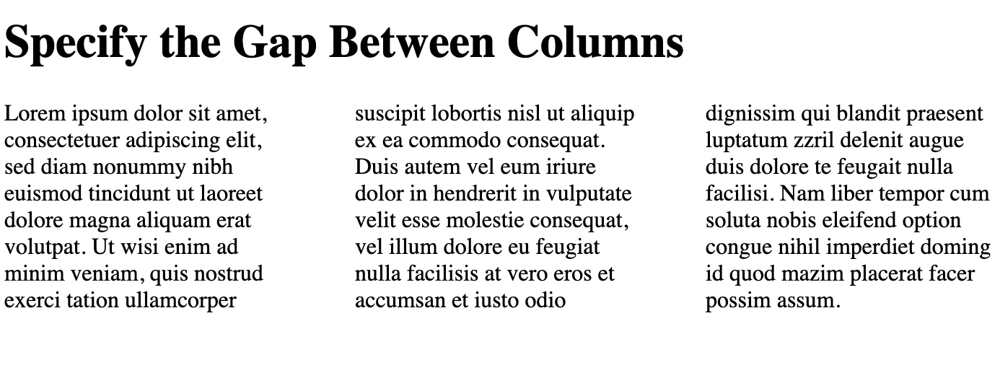 Specify the Gap Between Columns
Lorem ipsum dolor sit amet,
consectetuer adipiscing elit,
sed diam nonummy nibh
euismod tincidunt ut laoreet
dolore magna aliquam erat
volutpat. Ut wisi enim ad
minim veniam, quis nostrud
exerci tation ullamcorper
suscipit lobortis nisl ut aliquip
ex ea commodo consequat.
Duis autem vel eum iriure
dolor in hendrerit in vulputate
velit esse molestie consequat,
vel illum dolore eu feugiat
nulla facilisis at vero eros et
accumsan et iusto odio
dignissim qui blandit praesent
luptatum zzril delenit augue
duis dolore te feugait nulla
facilisi. Nam liber tempor cum
soluta nobis eleifend option
congue nihil imperdiet doming
id quod mazim placerat facer
possim assum.